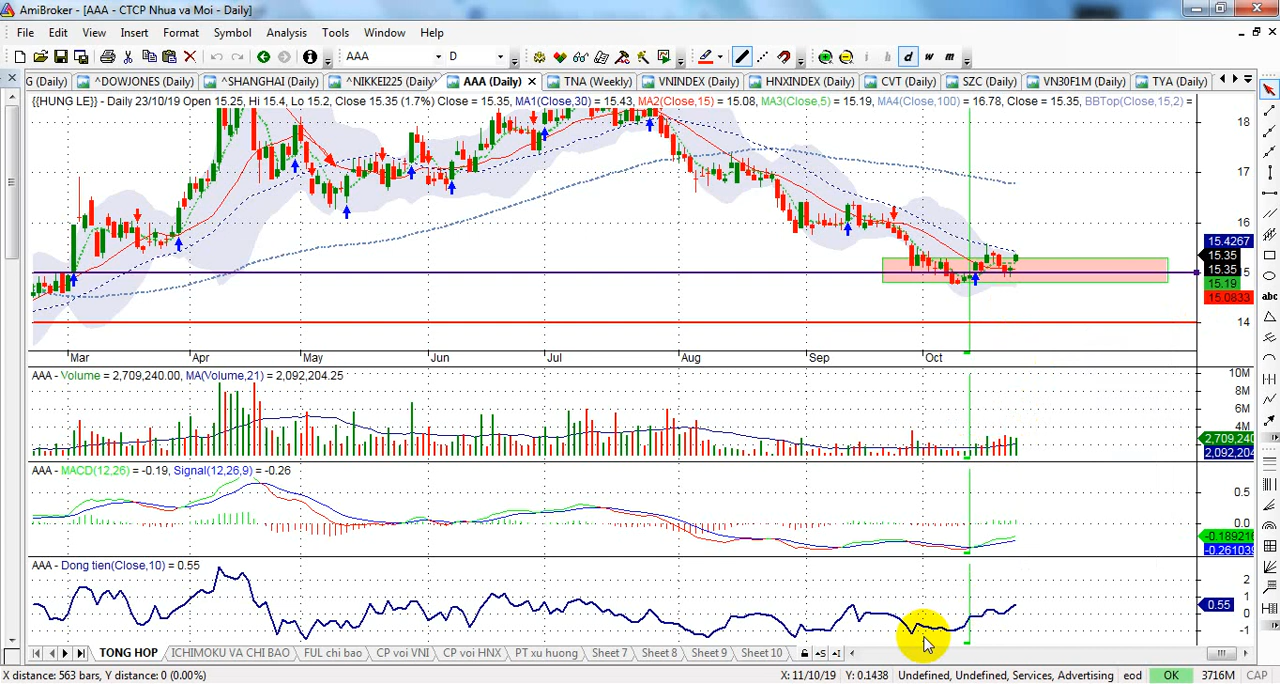 AmiBroker - [AAA - CTCP Nhua va Moi - Daily]
File Edit View Insert Format Symbol Analysis Tools Window Help
AAA D i h d w m
G (Daily) ^DOWJONES (Daily) ^SHANGHAI (Daily) ^NIKKEI225 (Daily) AAA (Daily) TNA (Weekly) VNINDEX (Daily) HNXINDEX (Daily) CVT (Daily) SZC (Daily) VN30F1M (Daily) TYA (Daily)
{{HUNG LE}} - Daily 23/10/19 Open 15.25, Hi 15.4, Lo 15.2, Close 15.35 (1.7%) Close = 15.35, MA1(Close,30) = 15.43, MA2(Close,15) = 15.08, MA3(Close,5) = 15.19, MA4(Close,100) = 16.78, Close = 15.35, BBTop(Close,15,2) =
18
17
16
15.4267
15.35
15.35
15
15.19
15.0833
14
abc
Mar Apr May Jun Jul Aug Sep Oct
AAA - Volume = 2,709,240.00, MA(Volume,21) = 2,092,204.25
10M
8M
6M
4M
2,709,240
2,092,204
AAA - MACD(12,26) = -0.19, Signal(12,26,9) = -0.26
0.5
0.0
-0.189216
-0.261039
AAA - Dong tien(Close,10) = 0.55
2
1
0.55
0
-1
TONG HOP ICHIMOKU VA CHI BAO FUL chi bao CP voi VNI CP voi HNX PT xu huong Sheet 7 Sheet 8 Sheet 9 Sheet 10
X distance: 563 bars, Y distance: 0 (0.00%) X: 11/10/19 Y: 0.1438 Undefined, Undefined, Services, Advertising eod OK 3716M CAP